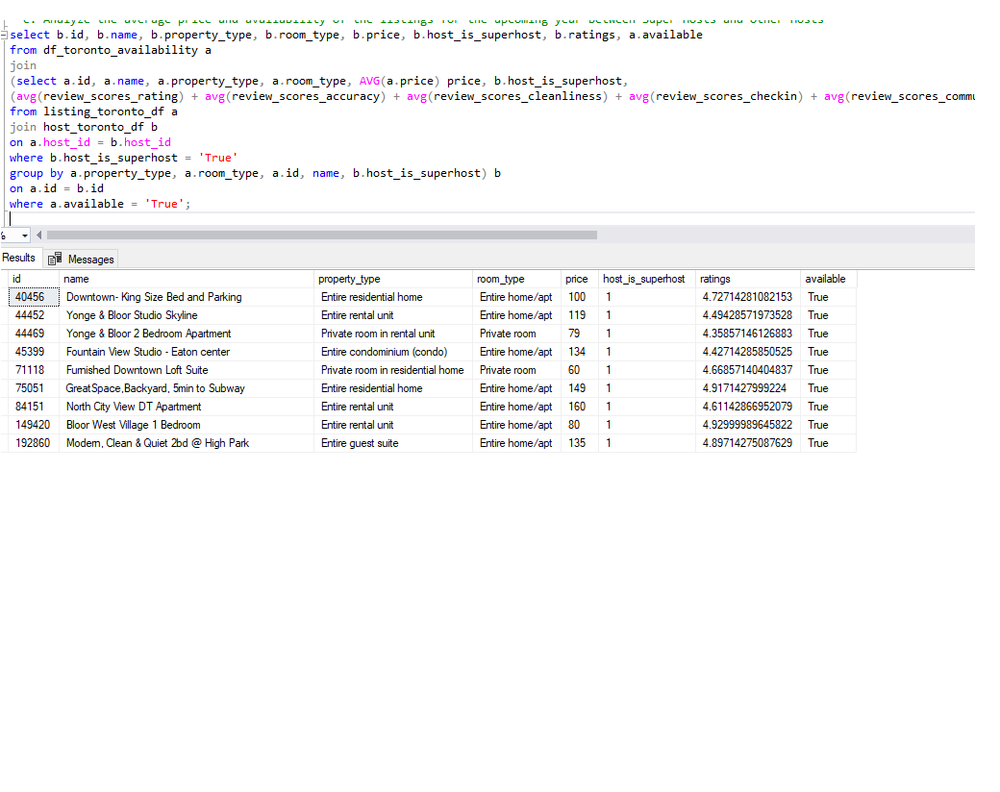 e. Analyze the average price and availability of the listings for the upcoming year between Super Hosts and other hosts
select b.id, b.name, b.property_type, b.room_type, b.price, b.host_is_superhost, b.ratings, a.available
from df_toronto_availability a
join
(select a.id, a.name, a.property_type, a.room_type, AVG(a.price) price, b.host_is_superhost,
(avg(review_scores_rating) + avg(review_scores_accuracy) + avg(review_scores_cleanliness) + avg(review_scores_checkin) + avg(review_scores_commu
from listing_toronto_df a
join host_toronto_df b
on a.host_id = b.host_id
where b.host_is_superhost = 'True'
group by a.property_type, a.room_type, a.id, name, b.host_is_superhost) b
on a.id = b.id
where a.available = 'True';
%
Results Messages
id name property_type room_type price host_is_superhost ratings available
40456 Downtown- King Size Bed and Parking Entire residential home Entire home/apt 100 1 4.72714281082153 True
44452 Yonge & Bloor Studio Skyline Entire rental unit Entire home/apt 119 1 4.49428571973528 True
44469 Yonge & Bloor 2 Bedroom Apartment Private room in rental unit Private room 79 1 4.35857146126883 True
45399 Fountain View Studio - Eaton center Entire condominium (condo) Entire home/apt 134 1 4.42714285850525 True
71118 Furnished Downtown Loft Suite Private room in residential home Private room 60 1 4.66857140404837 True
75051 GreatSpace,Backyard, 5min to Subway Entire residential home Entire home/apt 149 1 4.9171427999224 True
84151 North City View DT Apartment Entire rental unit Entire home/apt 160 1 4.61142866952079 True
149420 Bloor West Village 1 Bedroom Entire rental unit Entire home/apt 80 1 4.92999989645822 True
192860 Modern, Clean & Quiet 2bd @ High Park Entire guest suite Entire home/apt 135 1 4.89714275087629 True